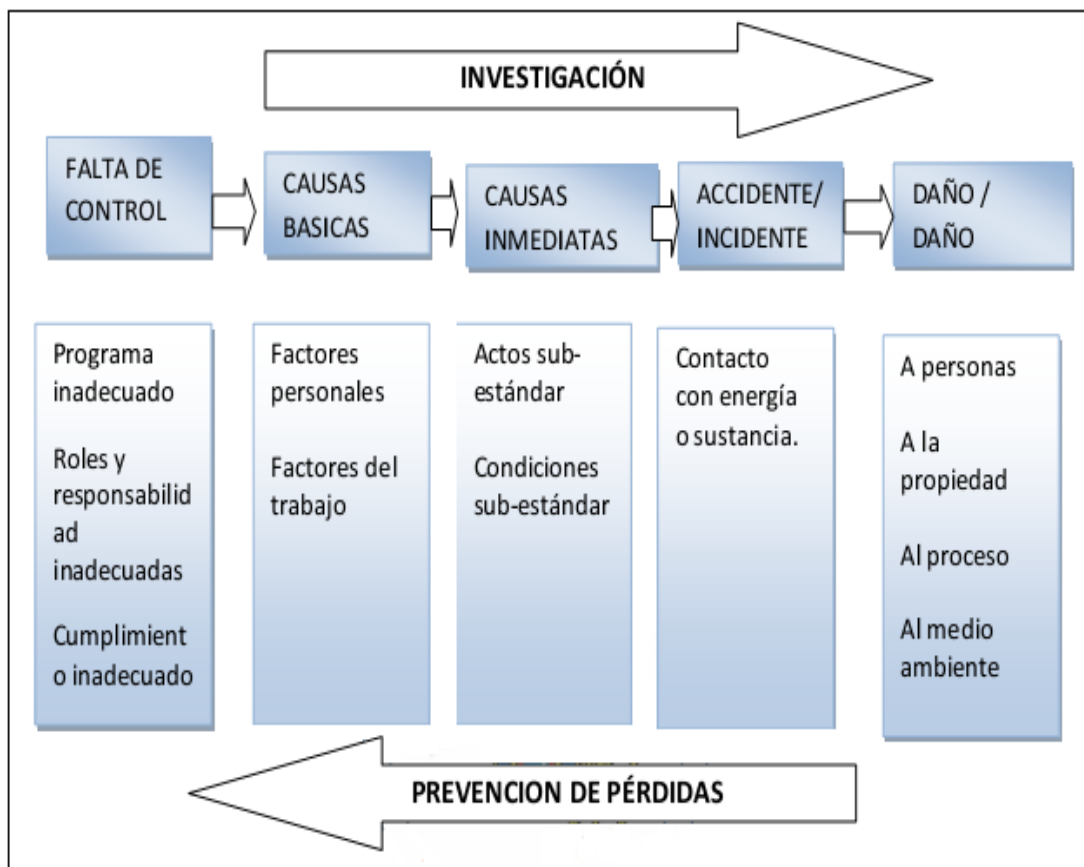 INVESTIGACIÓN
FALTA DE
CONTROL
CAUSAS
BASICAS
CAUSAS
INMEDIATAS
ACCIDENTE/
INCIDENTE
DAÑO /
DAÑO
Programa
inadecuado
Roles y
responsabilid
ad
inadecuadas
Cumplimient
o inadecuado
Factores
personales
Factores del
trabajo
Actos sub-
estándar
Condiciones
sub-estándar
Contacto
con energía
o sustancia.
A personas
A la
propiedad
Al proceso
Al medio
ambiente
PREVENCION DE PÉRDIDAS